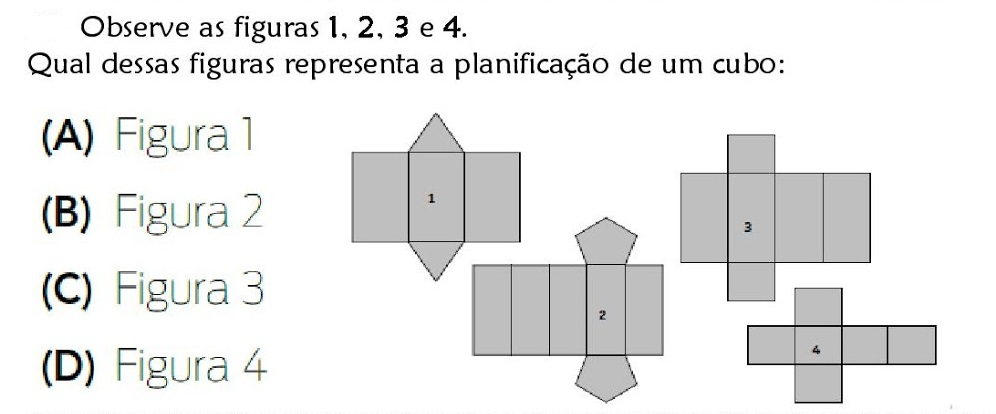 Observe as figuras 1, 2, 3 e 4.
Qual dessas figuras representa a planificação de um cubo:
(A) Figura 1
(B) Figura 2
(C) Figura 3
(D) Figura 4
1
2
3
4